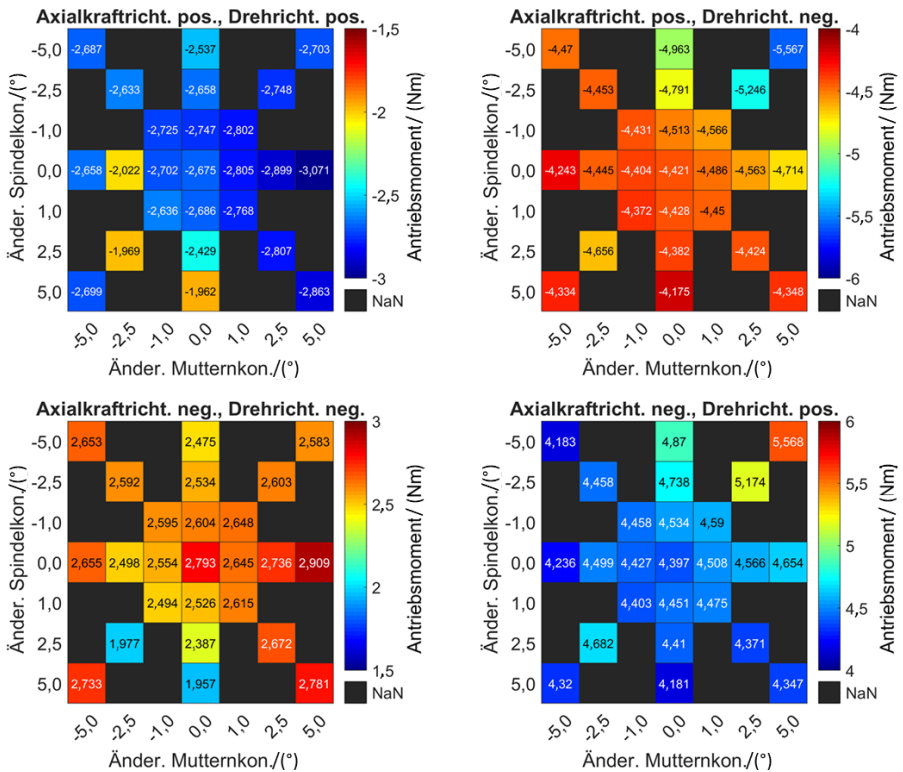 Axialkraftricht. pos., Drehricht. pos.
Änder. Spindelkon./(°)
-5,0 -2,687 -2,537 -2,703
-2,5 -2,633 -2,658 -2,748
-1,0 -2,725 -2,747 -2,802
0,0 -2,658 -2,022 -2,702 -2,675 -2,805 -2,899 -3,071
1,0 -2,636 -2,686 -2,768
2,5 -1,969 -2,429 -2,807
5,0 -2,699 -1,962 -2,863
-5,0 -2,5 -1,0 0,0 1,0 2,5 5,0
Änder. Mutternkon./(°)
-1,5
-2
-2,5
-3
NaN
Antriebsmoment/ (Nm)
Axialkraftricht. pos., Drehricht. neg.
Änder. Spindelkon./(°)
-5,0 -4,47 -4,963 -5,567
-2,5 -4,453 -4,791 -5,246
-1,0 -4,431 -4,513 -4,566
0,0 -4,243 -4,445 -4,404 -4,421 -4,486 -4,563 -4,714
1,0 -4,372 -4,428 -4,45
2,5 -4,656 -4,382 -4,424
5,0 -4,334 -4,175 -4,348
-5,0 -2,5 -1,0 0,0 1,0 2,5 5,0
Änder. Mutternkon./(°)
-4
-4,5
-5
-5,5
-6
NaN
Antriebsmoment/ (Nm)
Axialkraftricht. neg., Drehricht. neg.
Änder. Spindelkon./(°)
-5,0 2,653 2,475 2,583
-2,5 2,592 2,534 2,603
-1,0 2,595 2,604 2,648
0,0 2,655 2,498 2,554 2,793 2,645 2,736 2,909
1,0 2,494 2,526 2,615
2,5 1,977 2,387 2,672
5,0 2,733 1,957 2,781
-5,0 -2,5 -1,0 0,0 1,0 2,5 5,0
Änder. Mutternkon./(°)
3
2,5
2
1,5
NaN
Antriebsmoment/ (Nm)
Axialkraftricht. neg., Drehricht. pos.
Änder. Spindelkon./(°)
-5,0 4,183 4,87 5,568
-2,5 4,458 4,738 5,174
-1,0 4,458 4,534 4,59
0,0 4,236 4,499 4,427 4,397 4,508 4,566 4,654
1,0 4,403 4,451 4,475
2,5 4,682 4,41 4,371
5,0 4,32 4,181 4,347
-5,0 -2,5 -1,0 0,0 1,0 2,5 5,0
Änder. Mutternkon./(°)
6
5,5
5
4,5
4
NaN
Antriebsmoment/ (Nm)